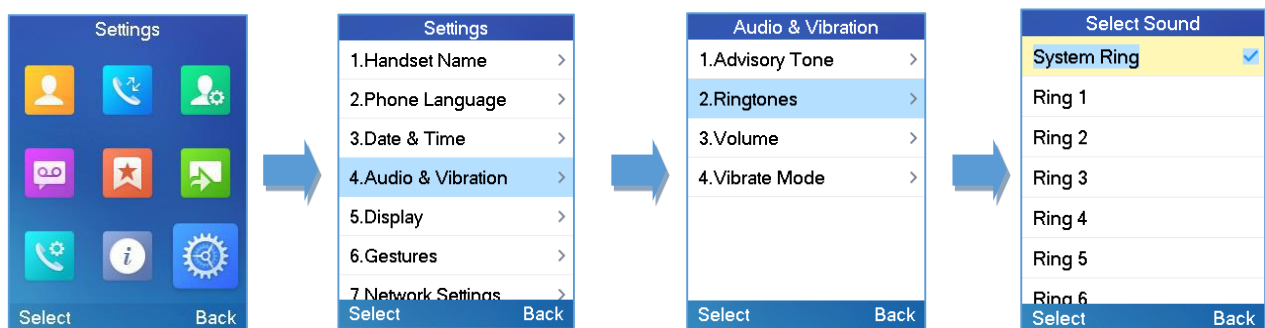 Settings
i
Select Back
Settings
1.Handset Name
2.Phone Language
3.Date & Time
4.Audio & Vibration
5.Display
6.Gestures
7.Network Settings
Select Back
Audio & Vibration
1.Advisory Tone
2.Ringtones
3.Volume
4.Vibrate Mode
Select Back
Select Sound
System Ring
Ring 1
Ring 2
Ring 3
Ring 4
Ring 5
Ring 6
Select Back